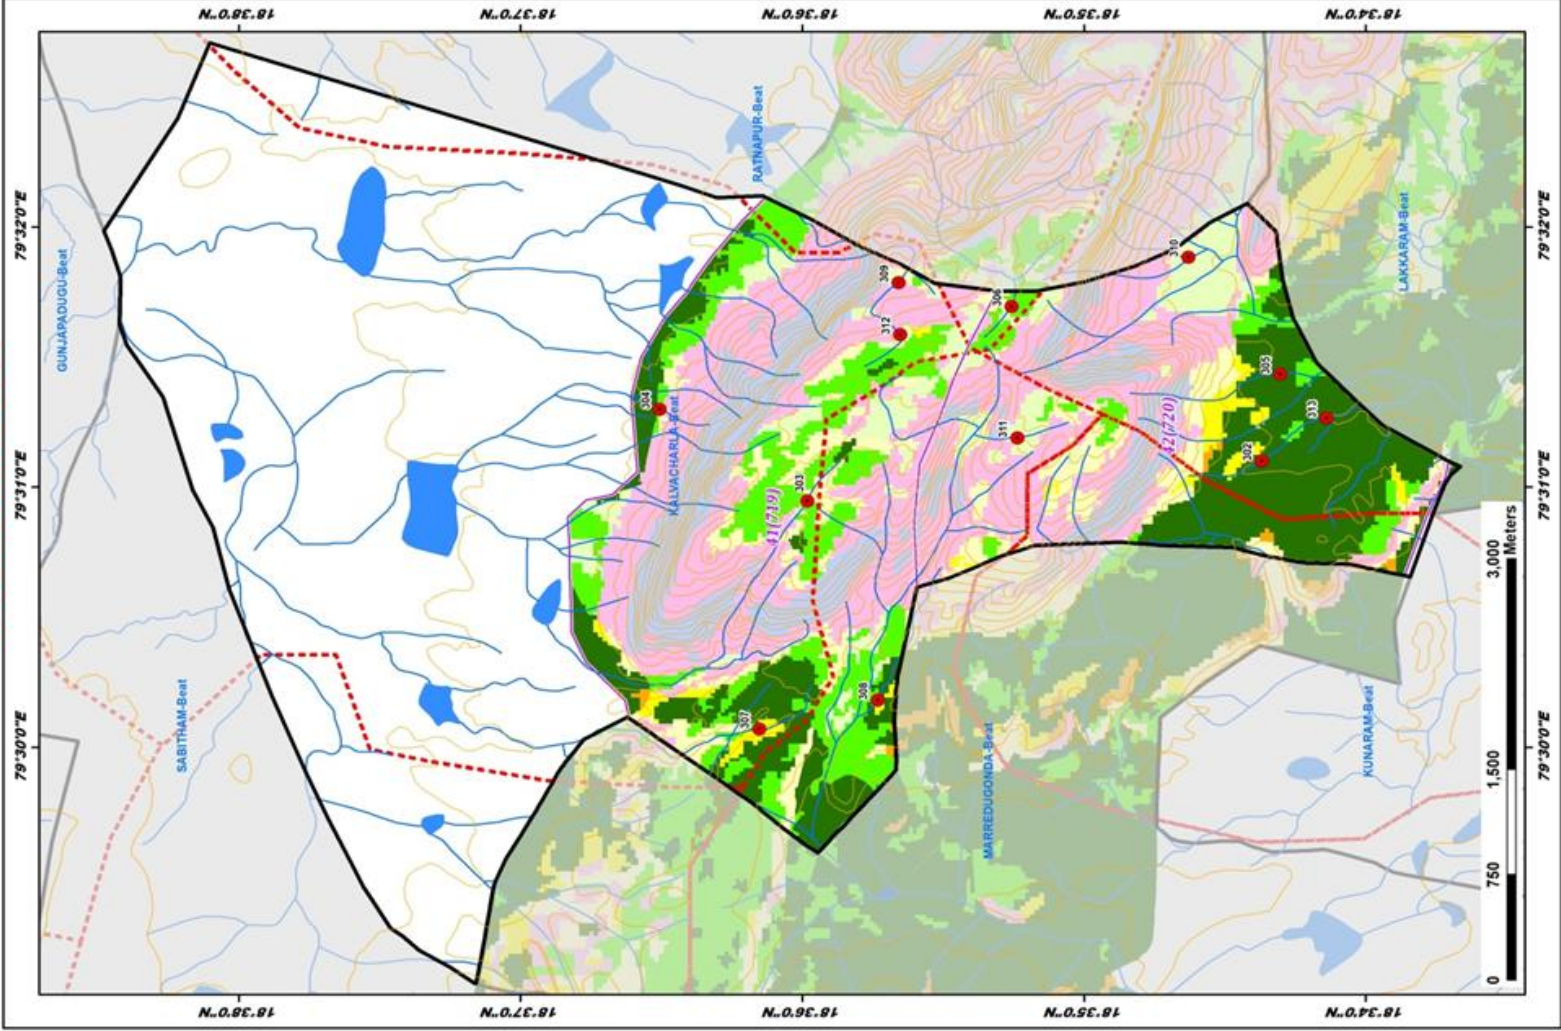 18°38'0"N
18°37'0"N
18°36'0"N
18°35'0"N
18°34'0"N
79°32'0"E
79°31'0"E
79°30'0"E
GUNJAPADUGU-Beat
RATNAPUR-Beat
LAKKARAM-Beat
KALVACHARLA-Beat
SABITHAM-Beat
MARREDUGONDA-Beat
KUNARAM-Beat
41(719)
42(720)
304
309
312
306
310
303
311
305
313
302
307
308
0 750 1,500 3,000
Meters
79°32'0"E
79°31'0"E
79°30'0"E
18°38'0"N
18°37'0"N
18°36'0"N
18°35'0"N
18°34'0"N